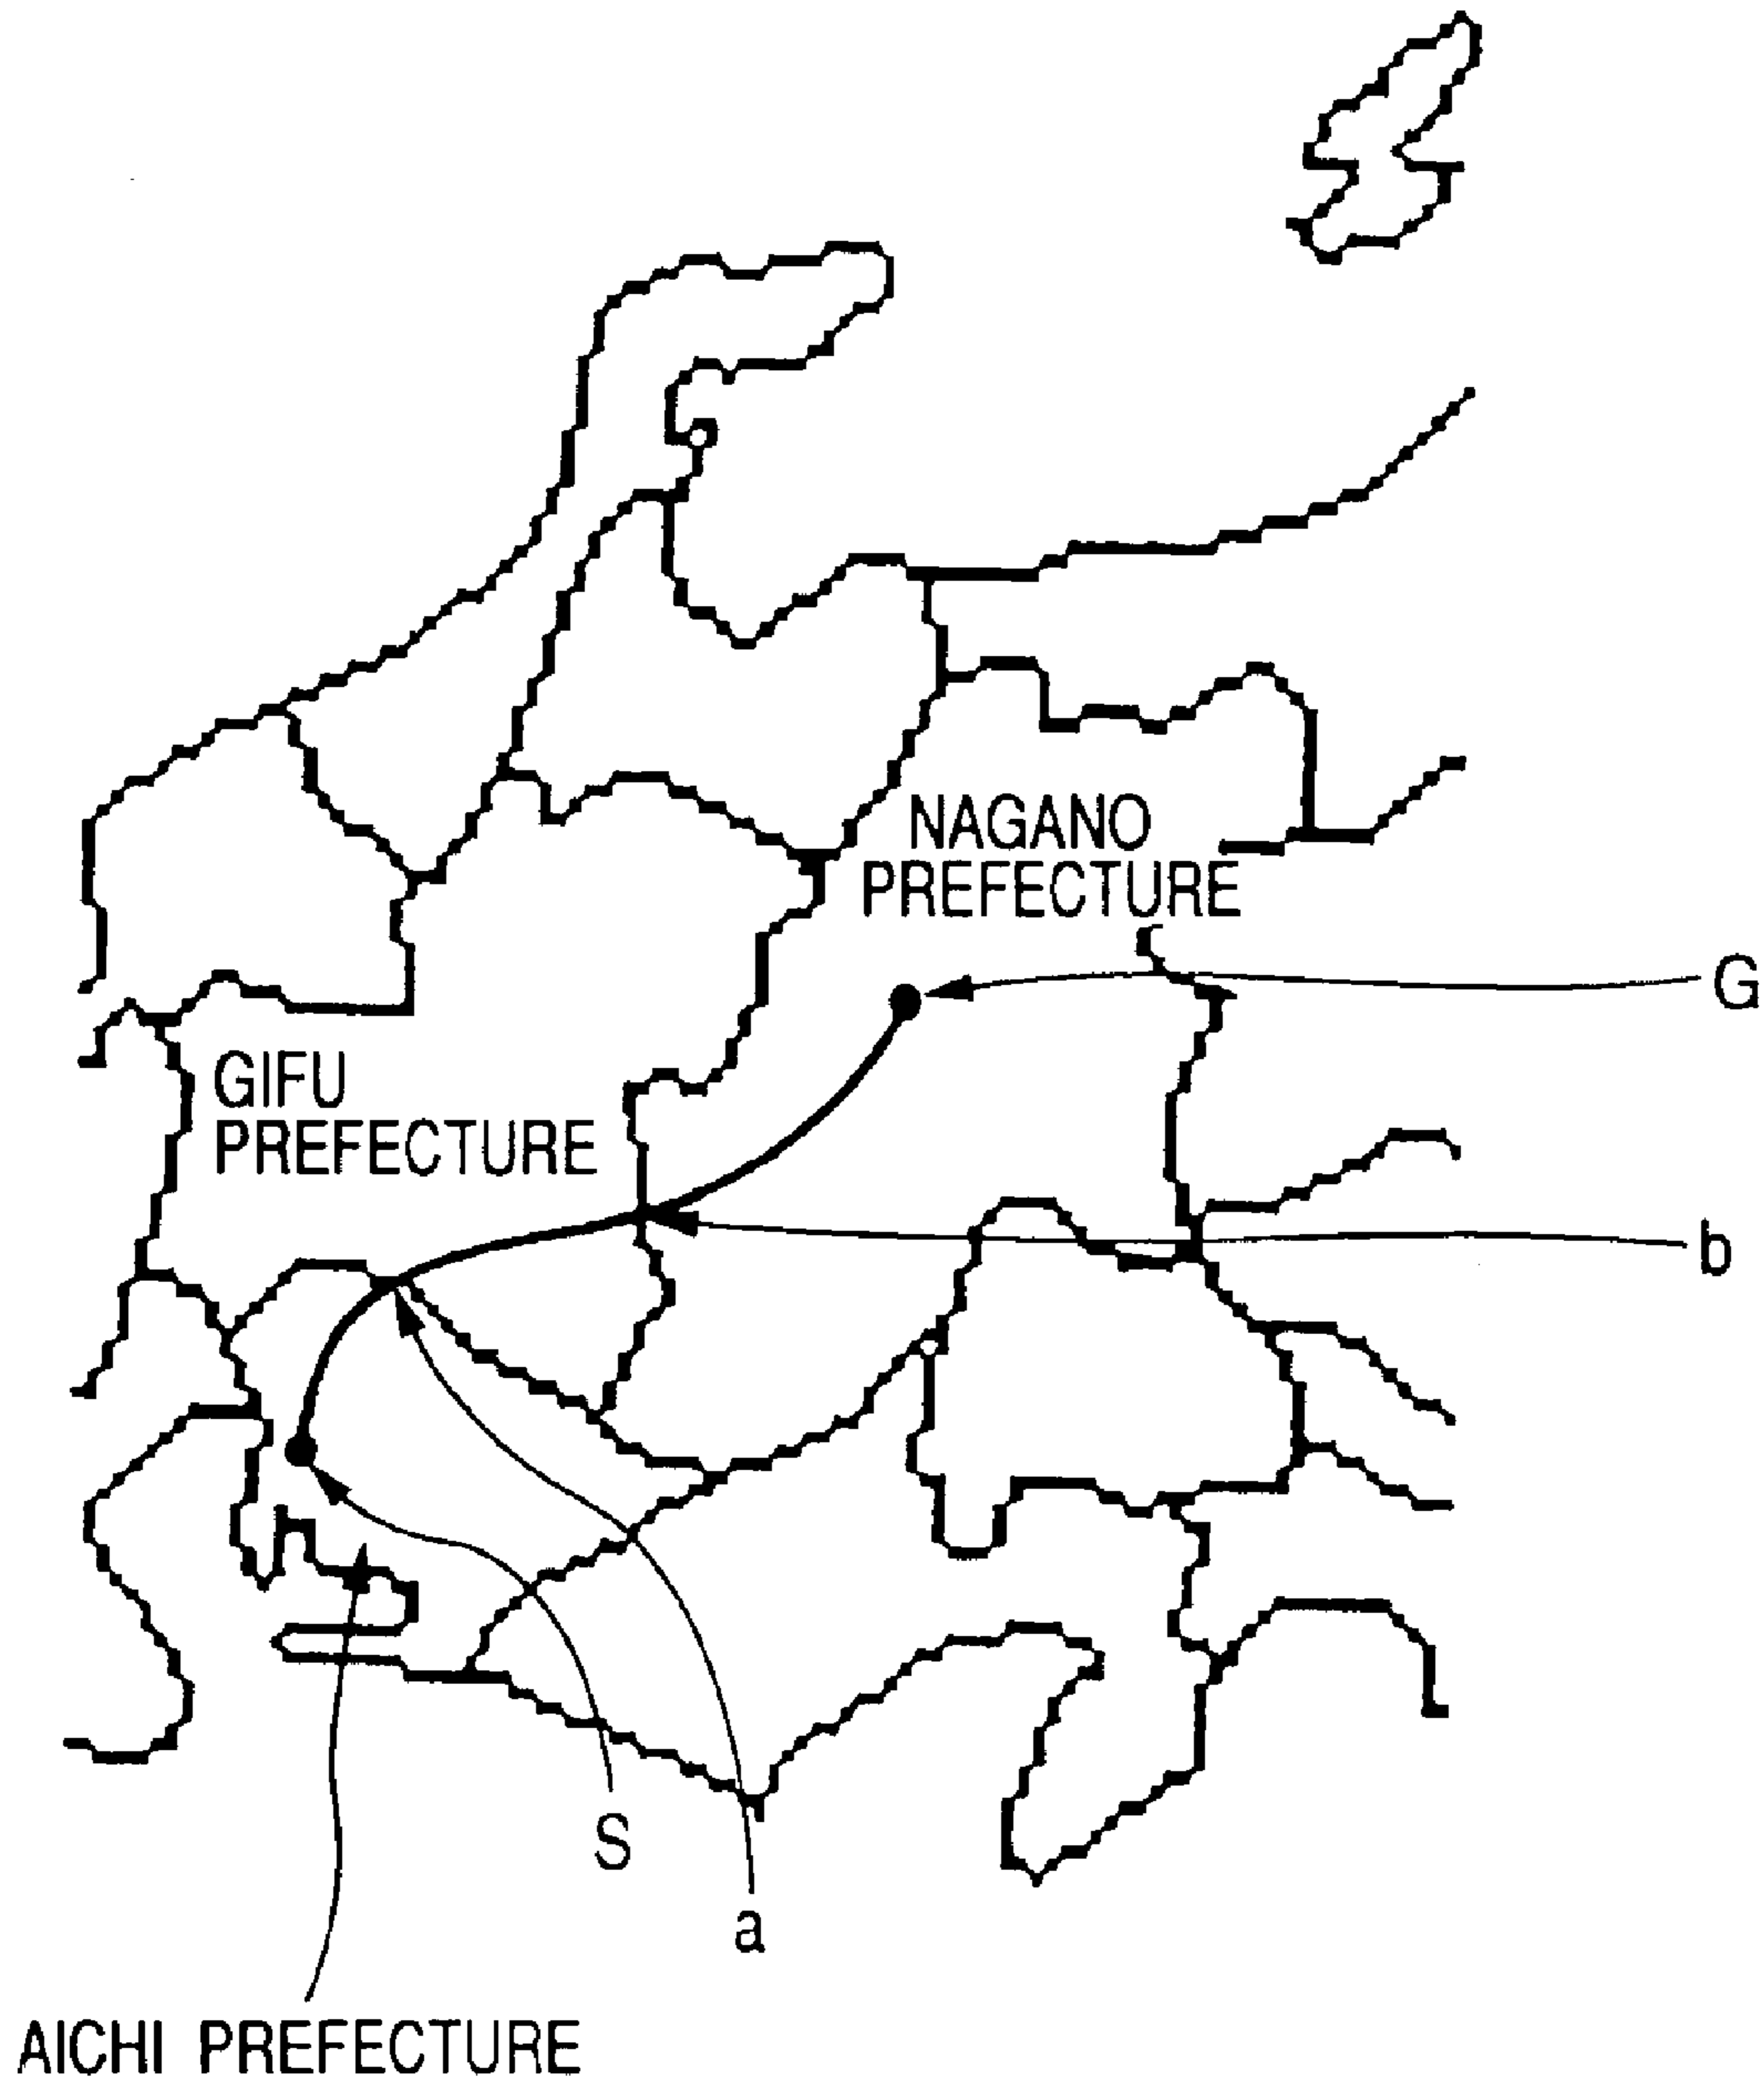 NAGANO
PREFECTURE
G
GIFU
PREFECTURE
b
S
a
AICHI PREFECTURE